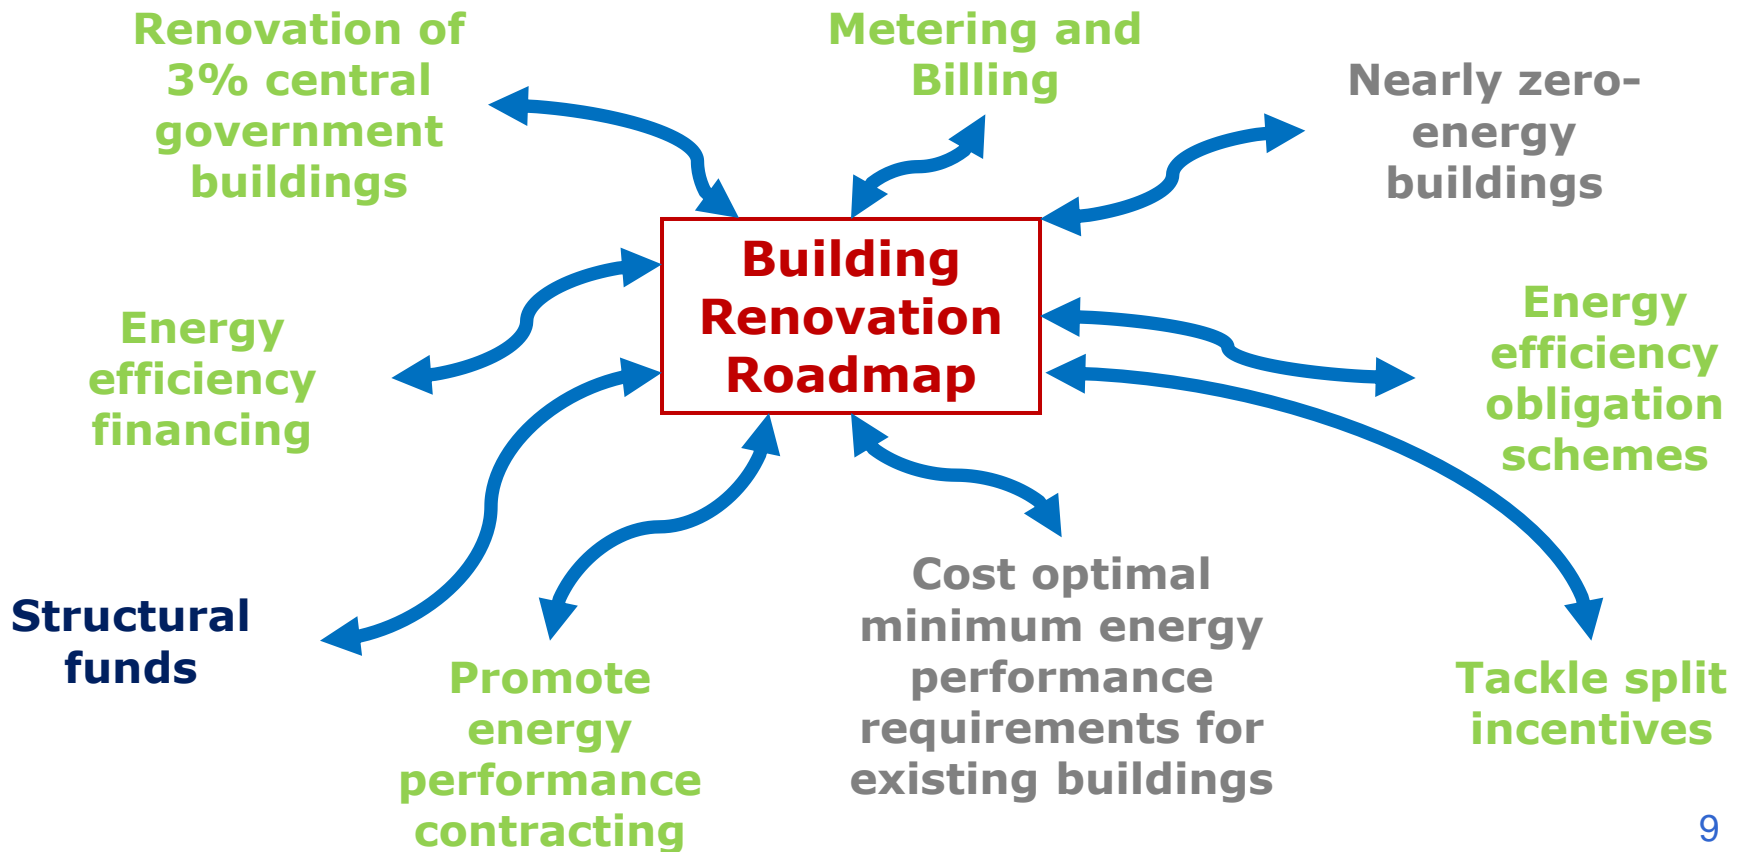 Renovation of
3% central
government
buildings
Metering and
Billing
Nearly zero-
energy
buildings
Building
Renovation
Roadmap
Energy
efficiency
financing
Energy
efficiency
obligation
schemes
Structural
funds
Promote
energy
performance
contracting
Cost optimal
minimum energy
performance
requirements for
existing buildings
Tackle split
incentives
9